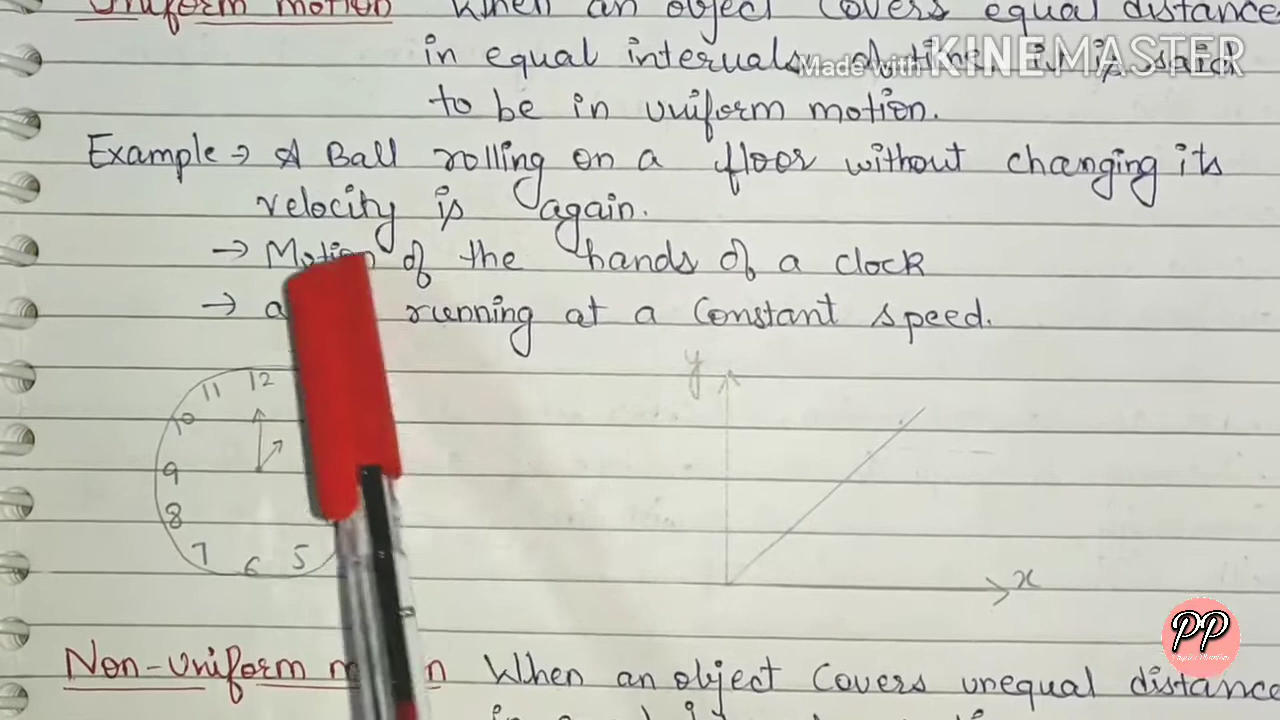 Uniform motion When an object Covers equal distance
in equal intervals of time, it is said
to be in uniform motion.
Made with KINEMASTER
Example → A Ball rolling on a floor without changing its
velocity is again.
→ Motion of the hands of a clock
→ a running at a Constant speed.
y
11 12
10
9
8
7 6 5
x
PP
Non-Uniform When an object Covers unequal distance